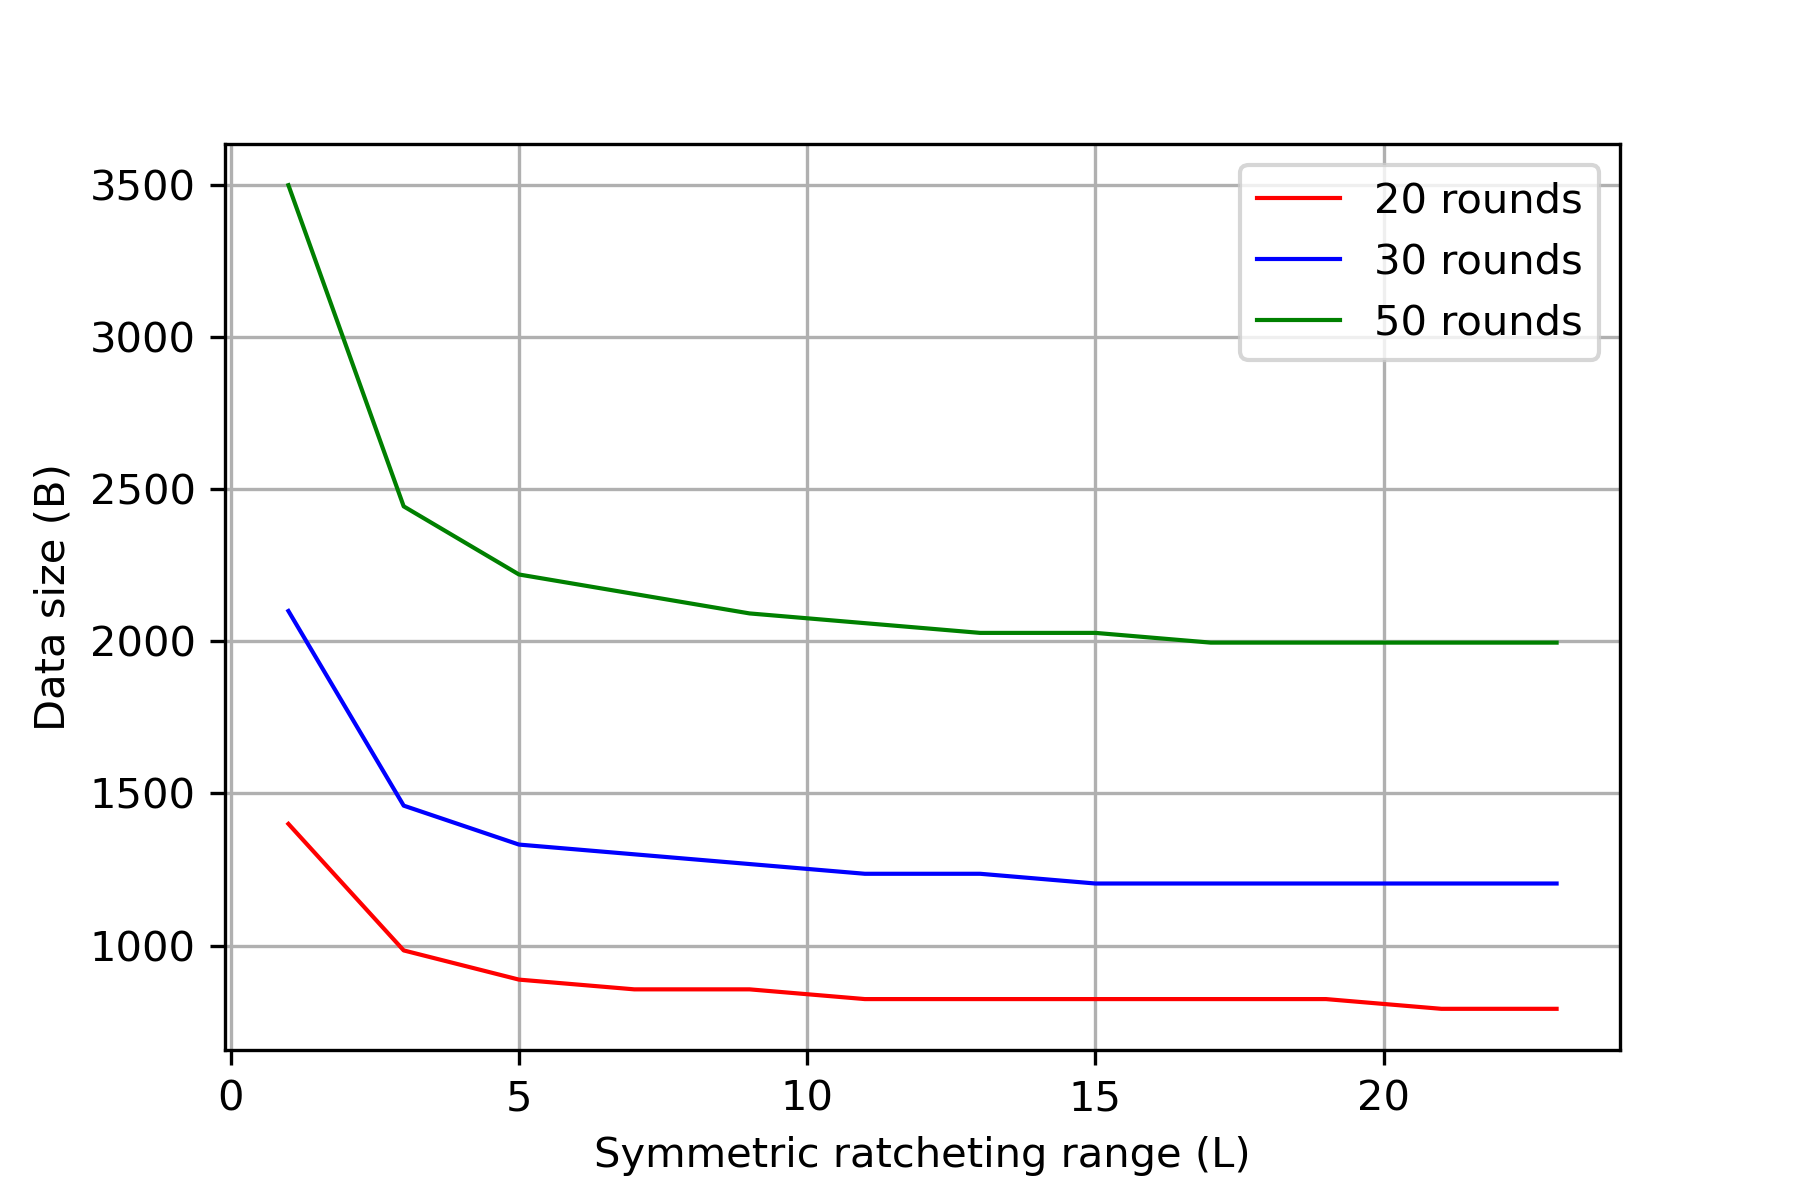 3500
3000
2500
2000
1500
1000
Data size (B)
20 rounds
30 rounds
50 rounds
0 5 10 15 20
Symmetric ratcheting range (L)